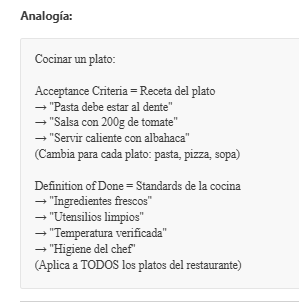 Analogía:
Cocinar un plato:
Acceptance Criteria = Receta del plato
→ "Pasta debe estar al dente"
→ "Salsa con 200g de tomate"
→ "Servir caliente con albahaca"
(Cambia para cada plato: pasta, pizza, sopa)
Definition of Done = Standards de la cocina
→ "Ingredientes frescos"
→ "Utensilios limpios"
→ "Temperatura verificada"
→ "Higiene del chef"
(Aplica a TODOS los platos del restaurante)